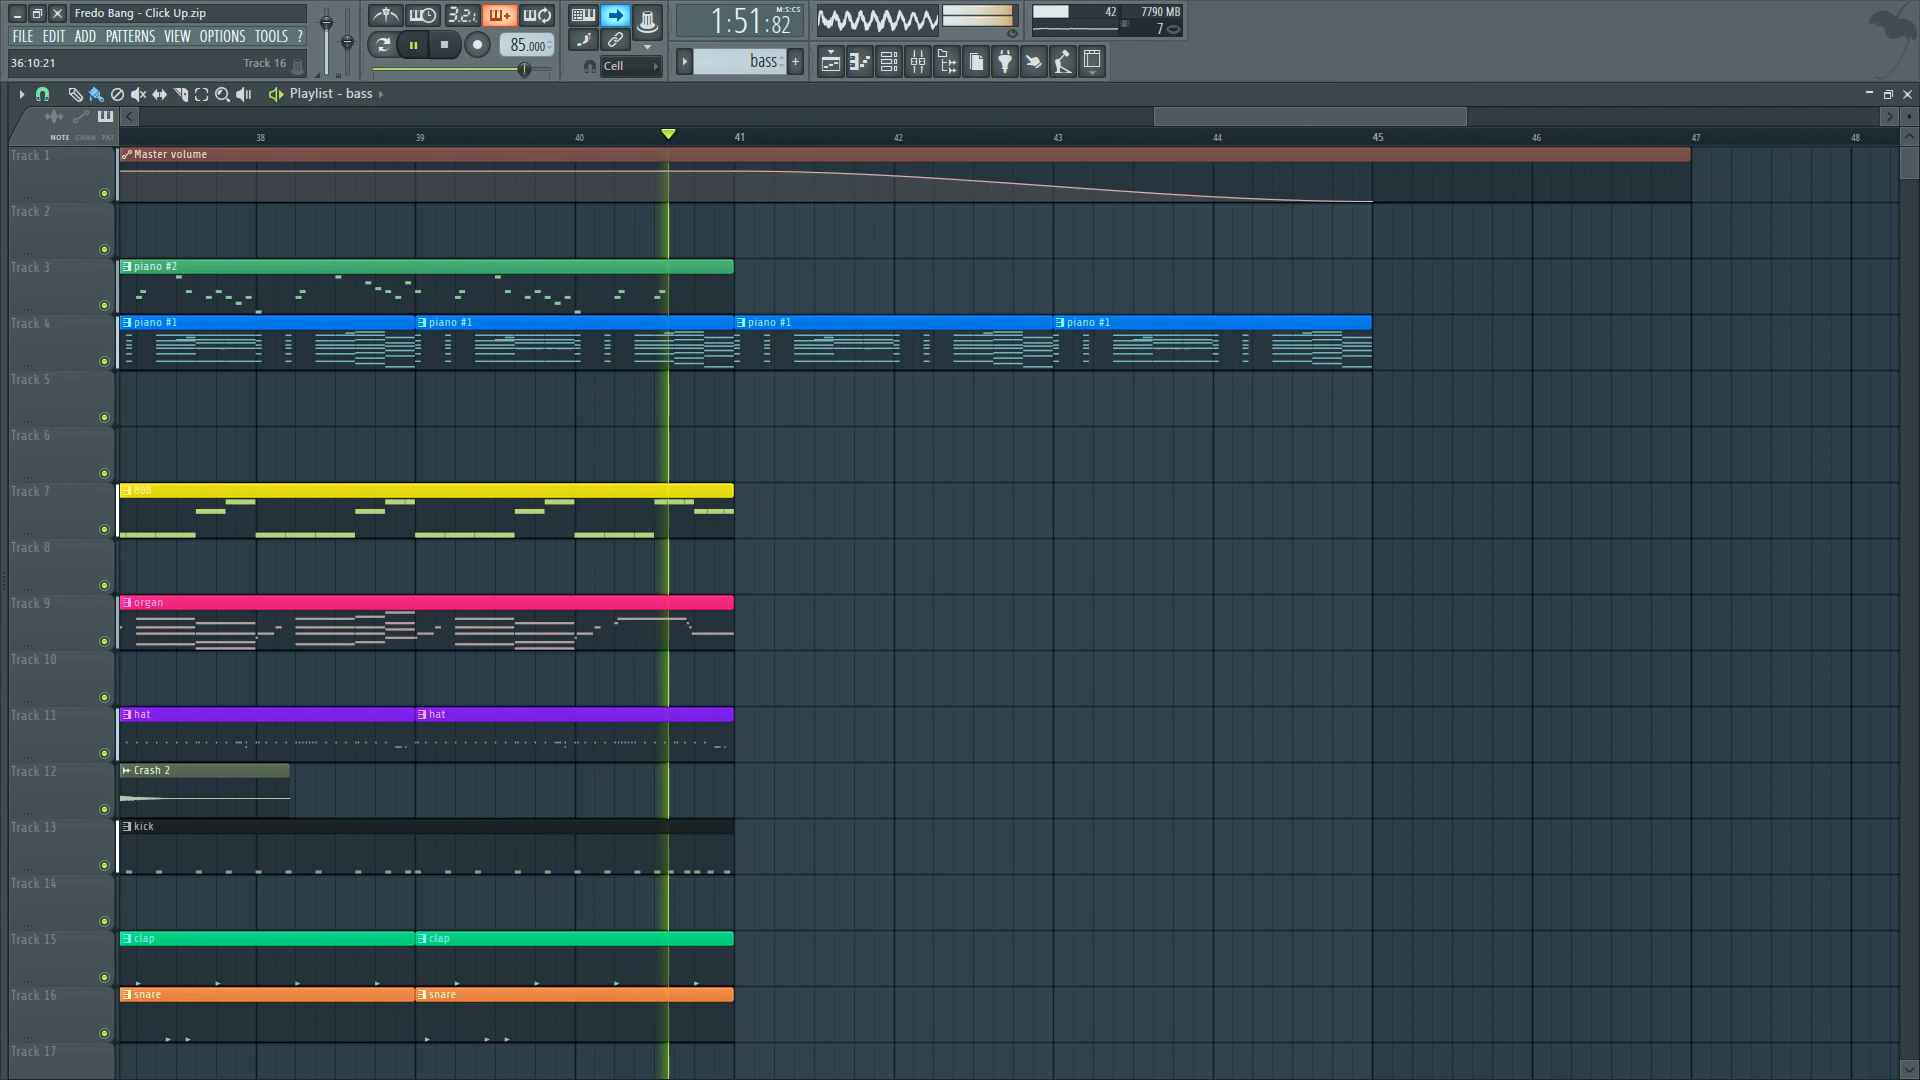 Fredo Bang - Click Up.zip
FILE EDIT ADD PATTERNS VIEW OPTIONS TOOLS ?
36:10:21 Track 16
3.2.1
85.000
Cell
1:51:82 M:S:CS
bass
42 7790 MB
7
Playlist - bass
NOTE CHAN PAT
38 39 40 41 42 43 44 45 46 47 48
Track 1 Master volume
Track 2
Track 3 piano #2
Track 4 piano #1 piano #1 piano #1 piano #1
Track 5
Track 6
Track 7 808
Track 8
Track 9 organ
Track 10
Track 11 hat hat
Track 12 Crash 2
Track 13 kick
Track 14
Track 15 clap clap
Track 16 snare snare
Track 17